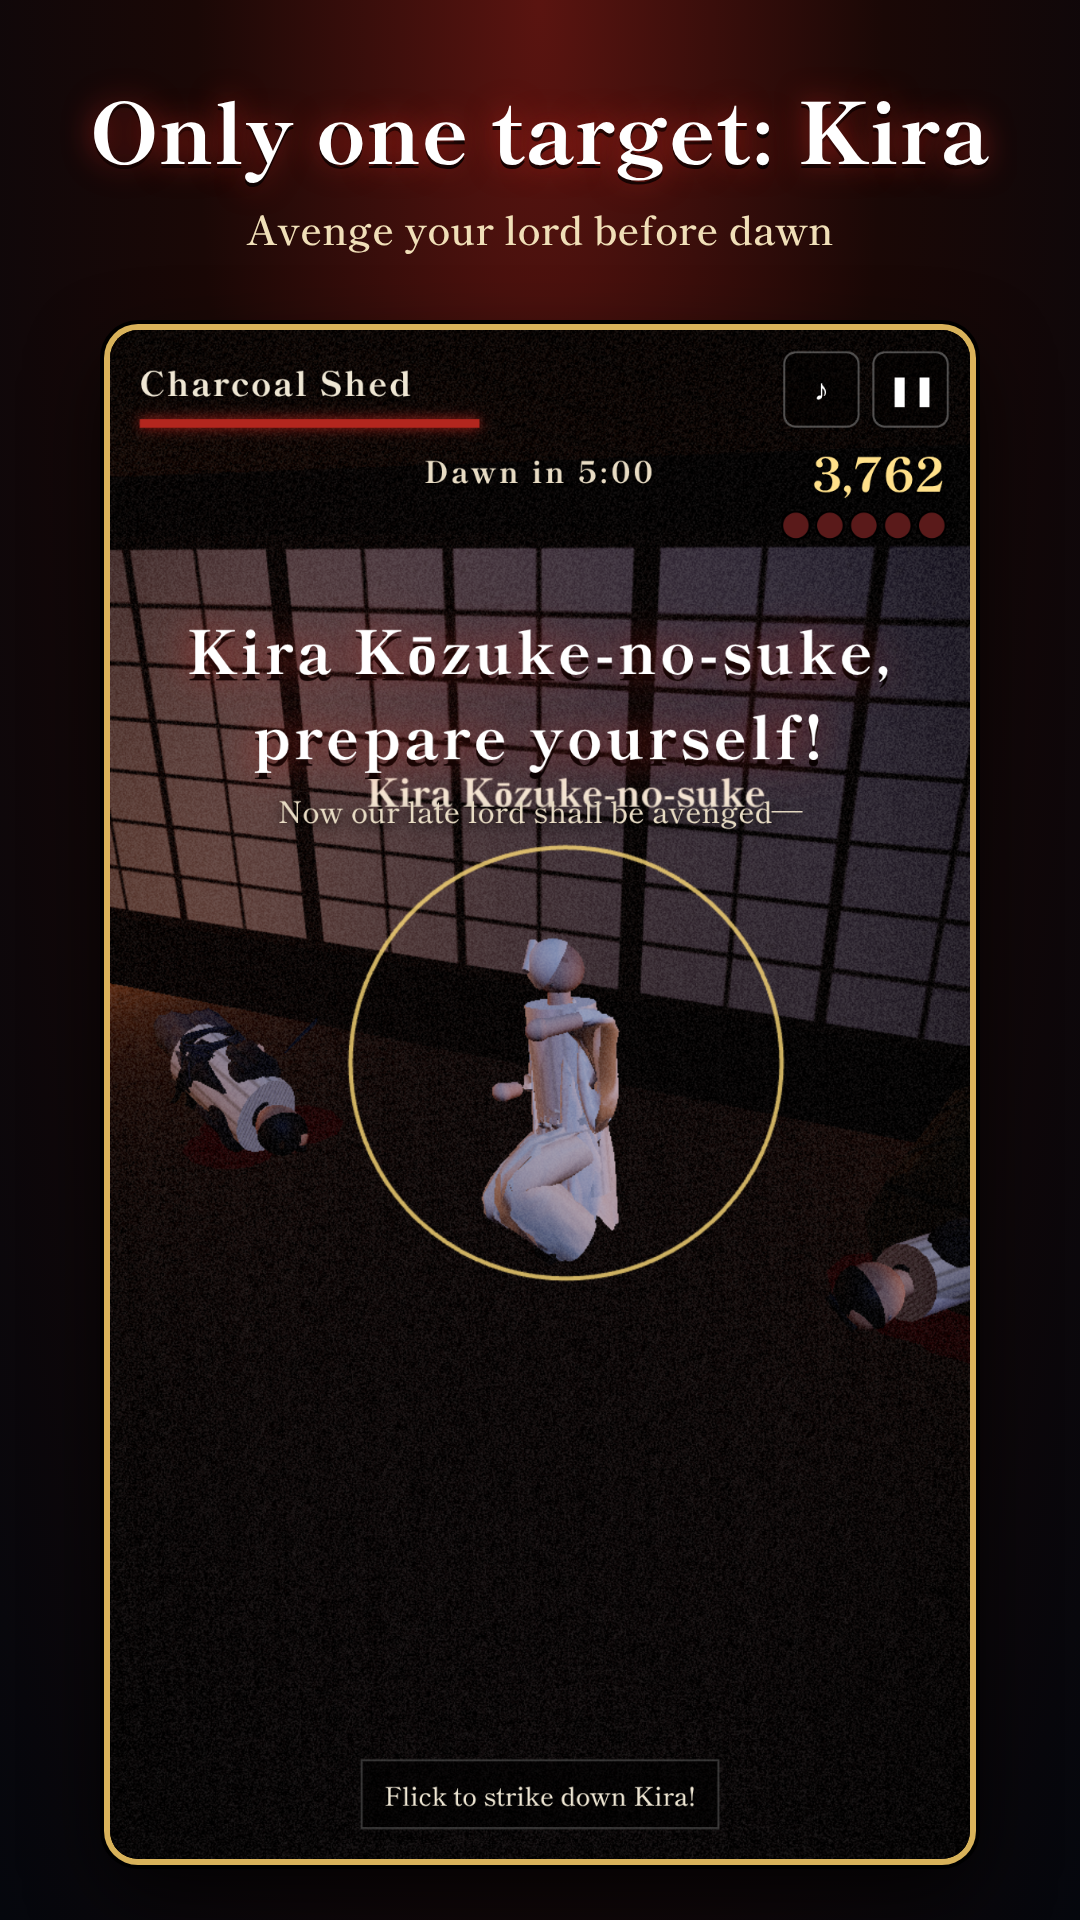 Only one target: Kira
Avenge your lord before dawn
Charcoal Shed
♪
Dawn in 5:00
3,762
Kira Kōzuke-no-suke,
prepare yourself!
Kira Kōzuke-no-suke
Now our late lord shall be avenged—
Flick to strike down Kira!